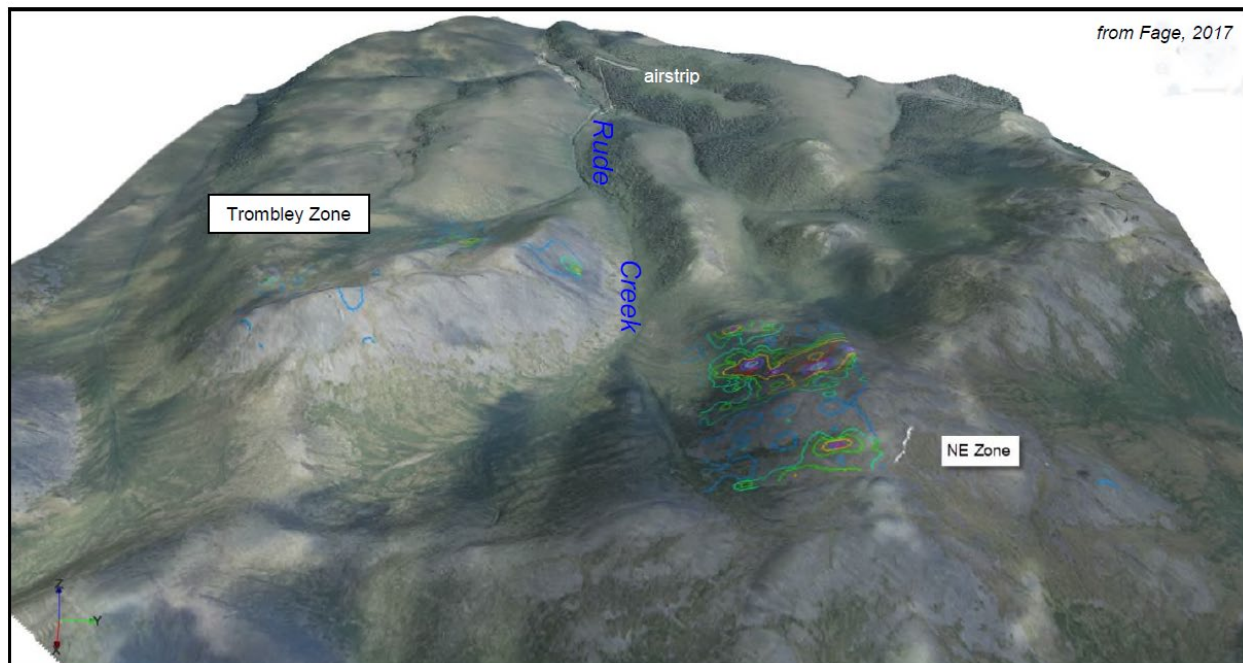 from Fage, 2017
airstrip
Rude
Trombley Zone
Creek
NE Zone
Z
Y
X